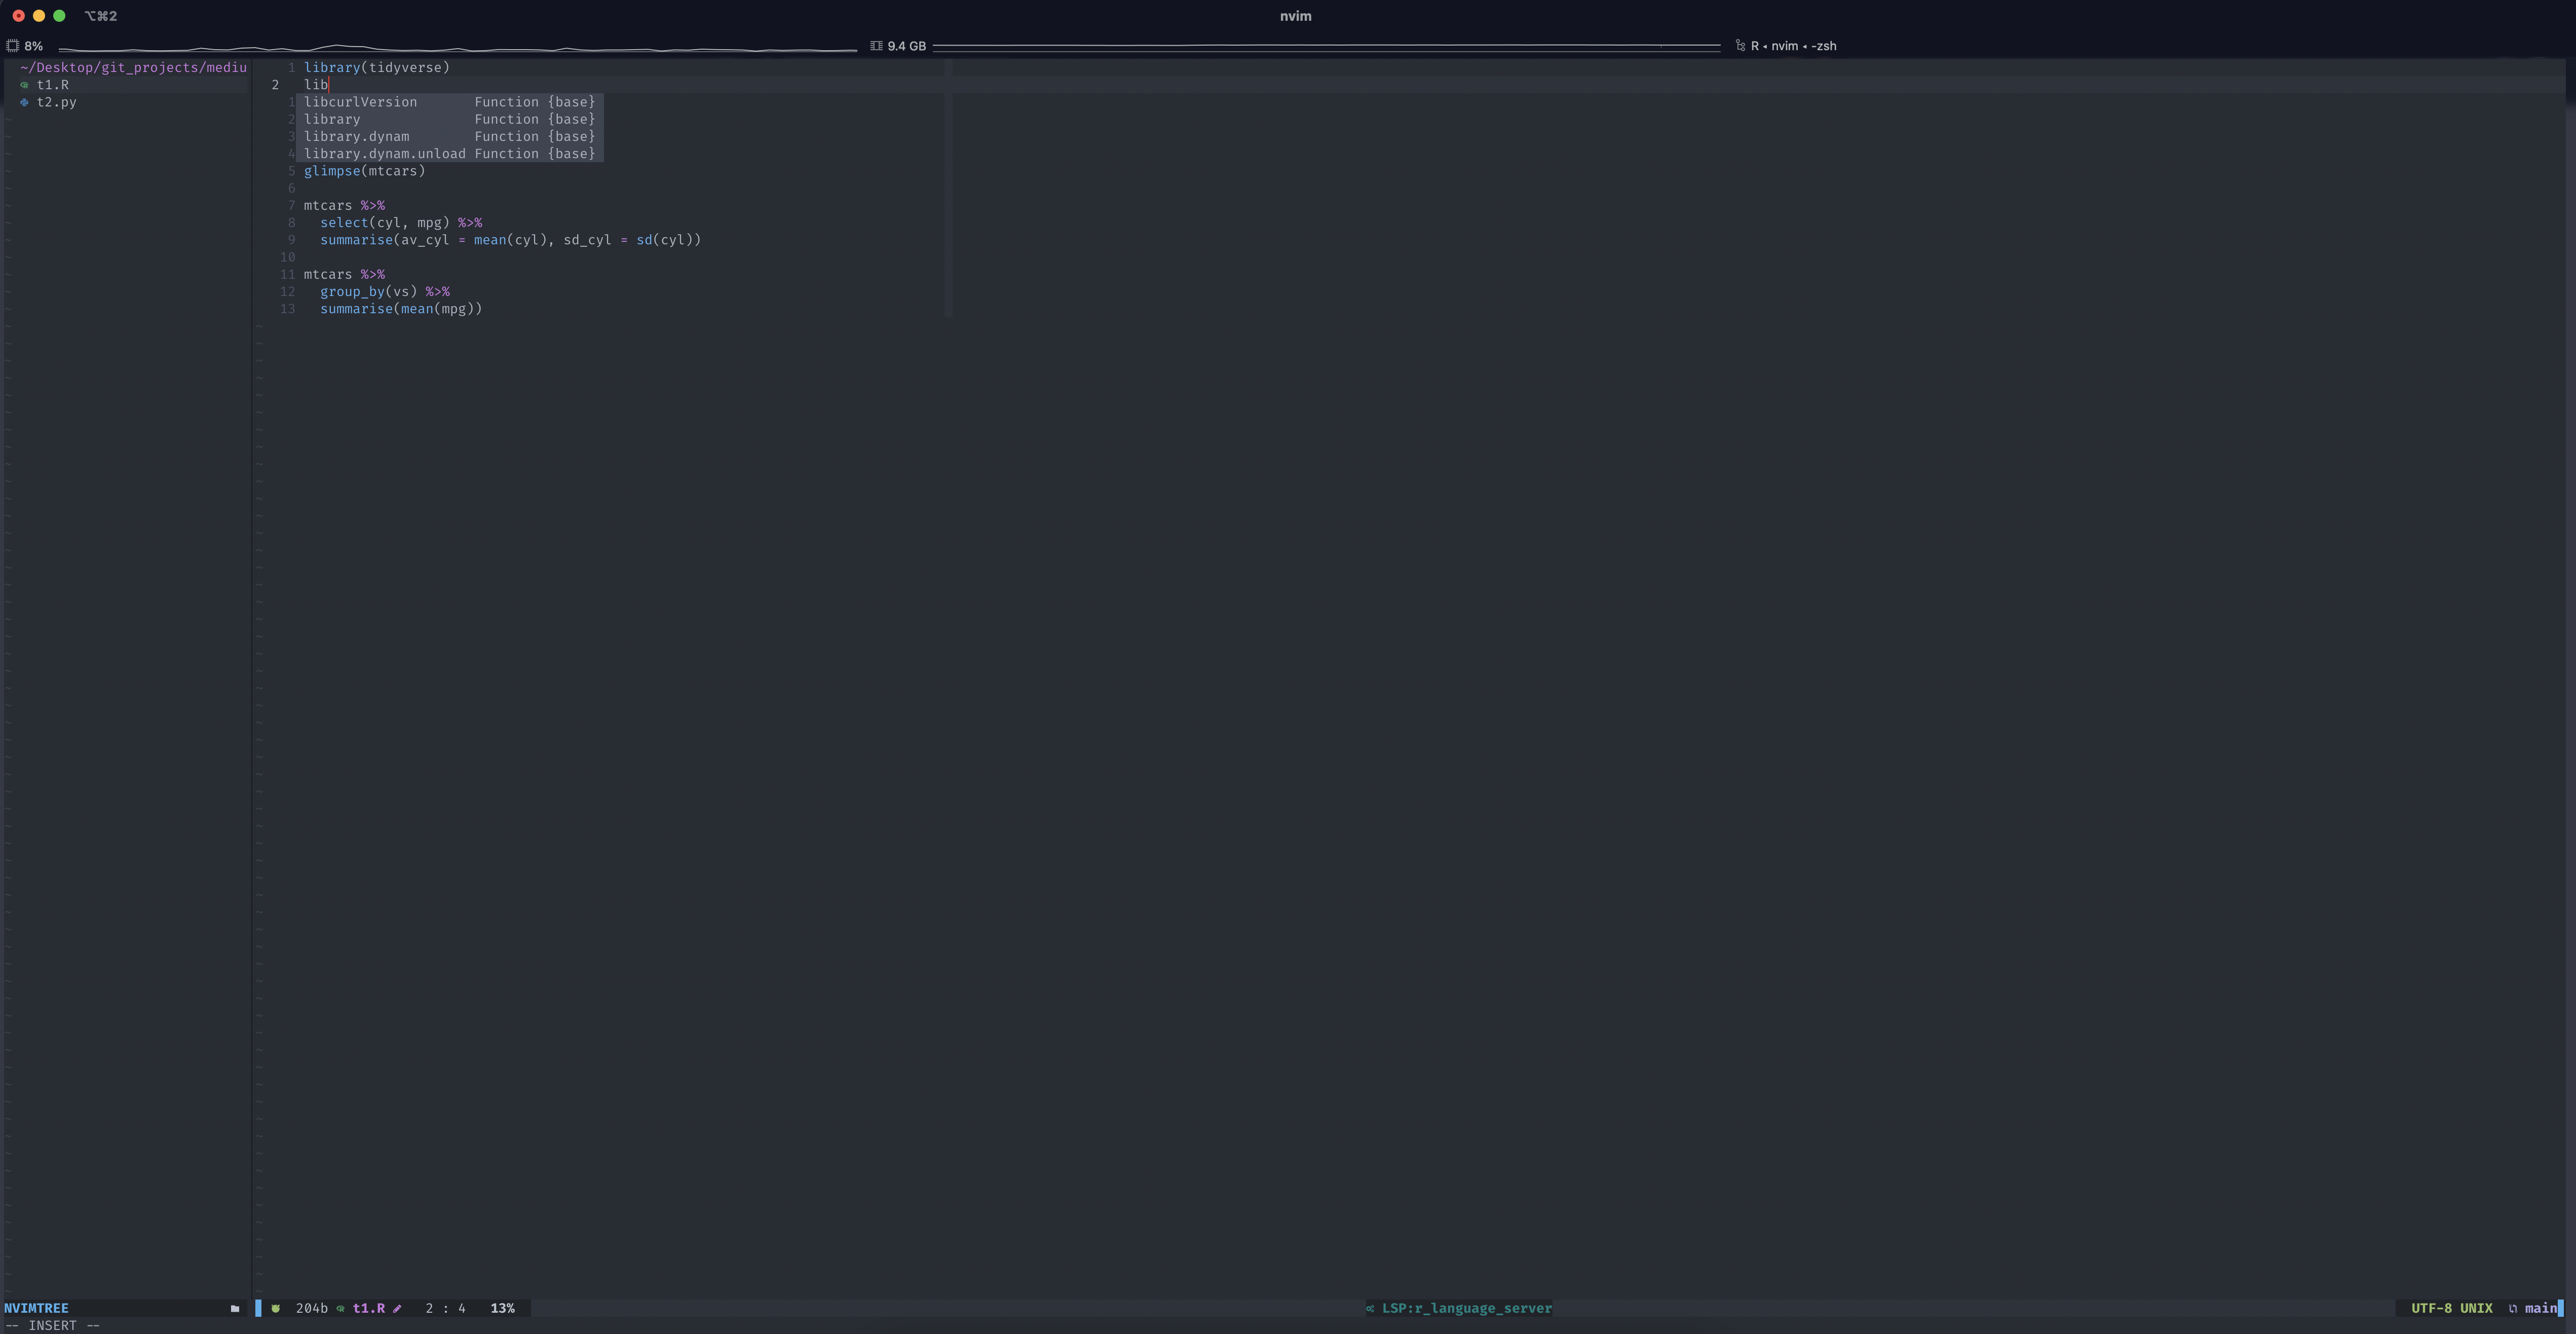 ⌥⌘2 nvim
8% 9.4 GB R ◂ nvim ◂ -zsh
~/Desktop/git_projects/mediu
t1.R
t2.py
1 library(tidyverse)
2 lib
1 libcurlVersion Function {base}
2 library Function {base}
3 library.dynam Function {base}
4 library.dynam.unload Function {base}
5 glimpse(mtcars)
6
7 mtcars %>%
8 select(cyl, mpg) %>%
9 summarise(av_cyl = mean(cyl), sd_cyl = sd(cyl))
10
11 mtcars %>%
12 group_by(vs) %>%
13 summarise(mean(mpg))
NVIMTREE 204b t1.R 2 : 4 13% LSP:r_language_server UTF-8 UNIX main
-- INSERT --